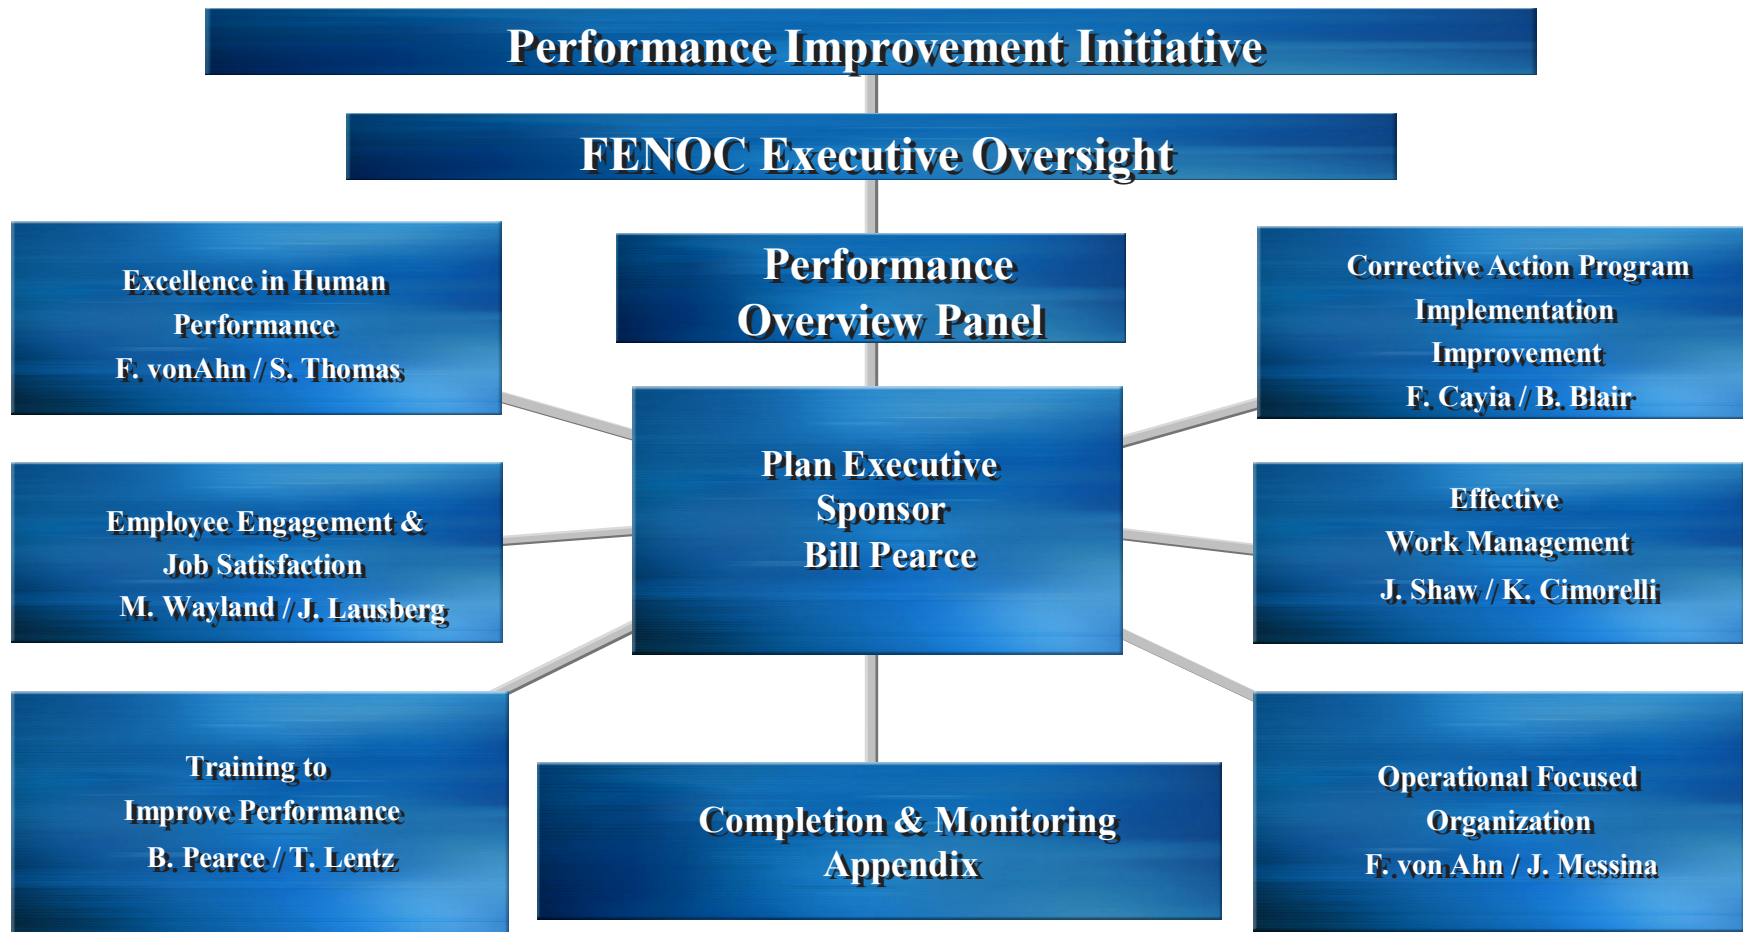 Performance Improvement Initiative
FENOC Executive Oversight
Performance
Overview Panel
Excellence in Human
Performance
F. vonAhn / S. Thomas
Corrective Action Program
Implementation
Improvement
F. Cayia / B. Blair
Plan Executive
Sponsor
Bill Pearce
Employee Engagement &
Job Satisfaction
M. Wayland / J. Lausberg
Effective
Work Management
J. Shaw / K. Cimorelli
Training to
Improve Performance
B. Pearce / T. Lentz
Completion & Monitoring
Appendix
Operational Focused
Organization
F. von Ahn / J. Messina